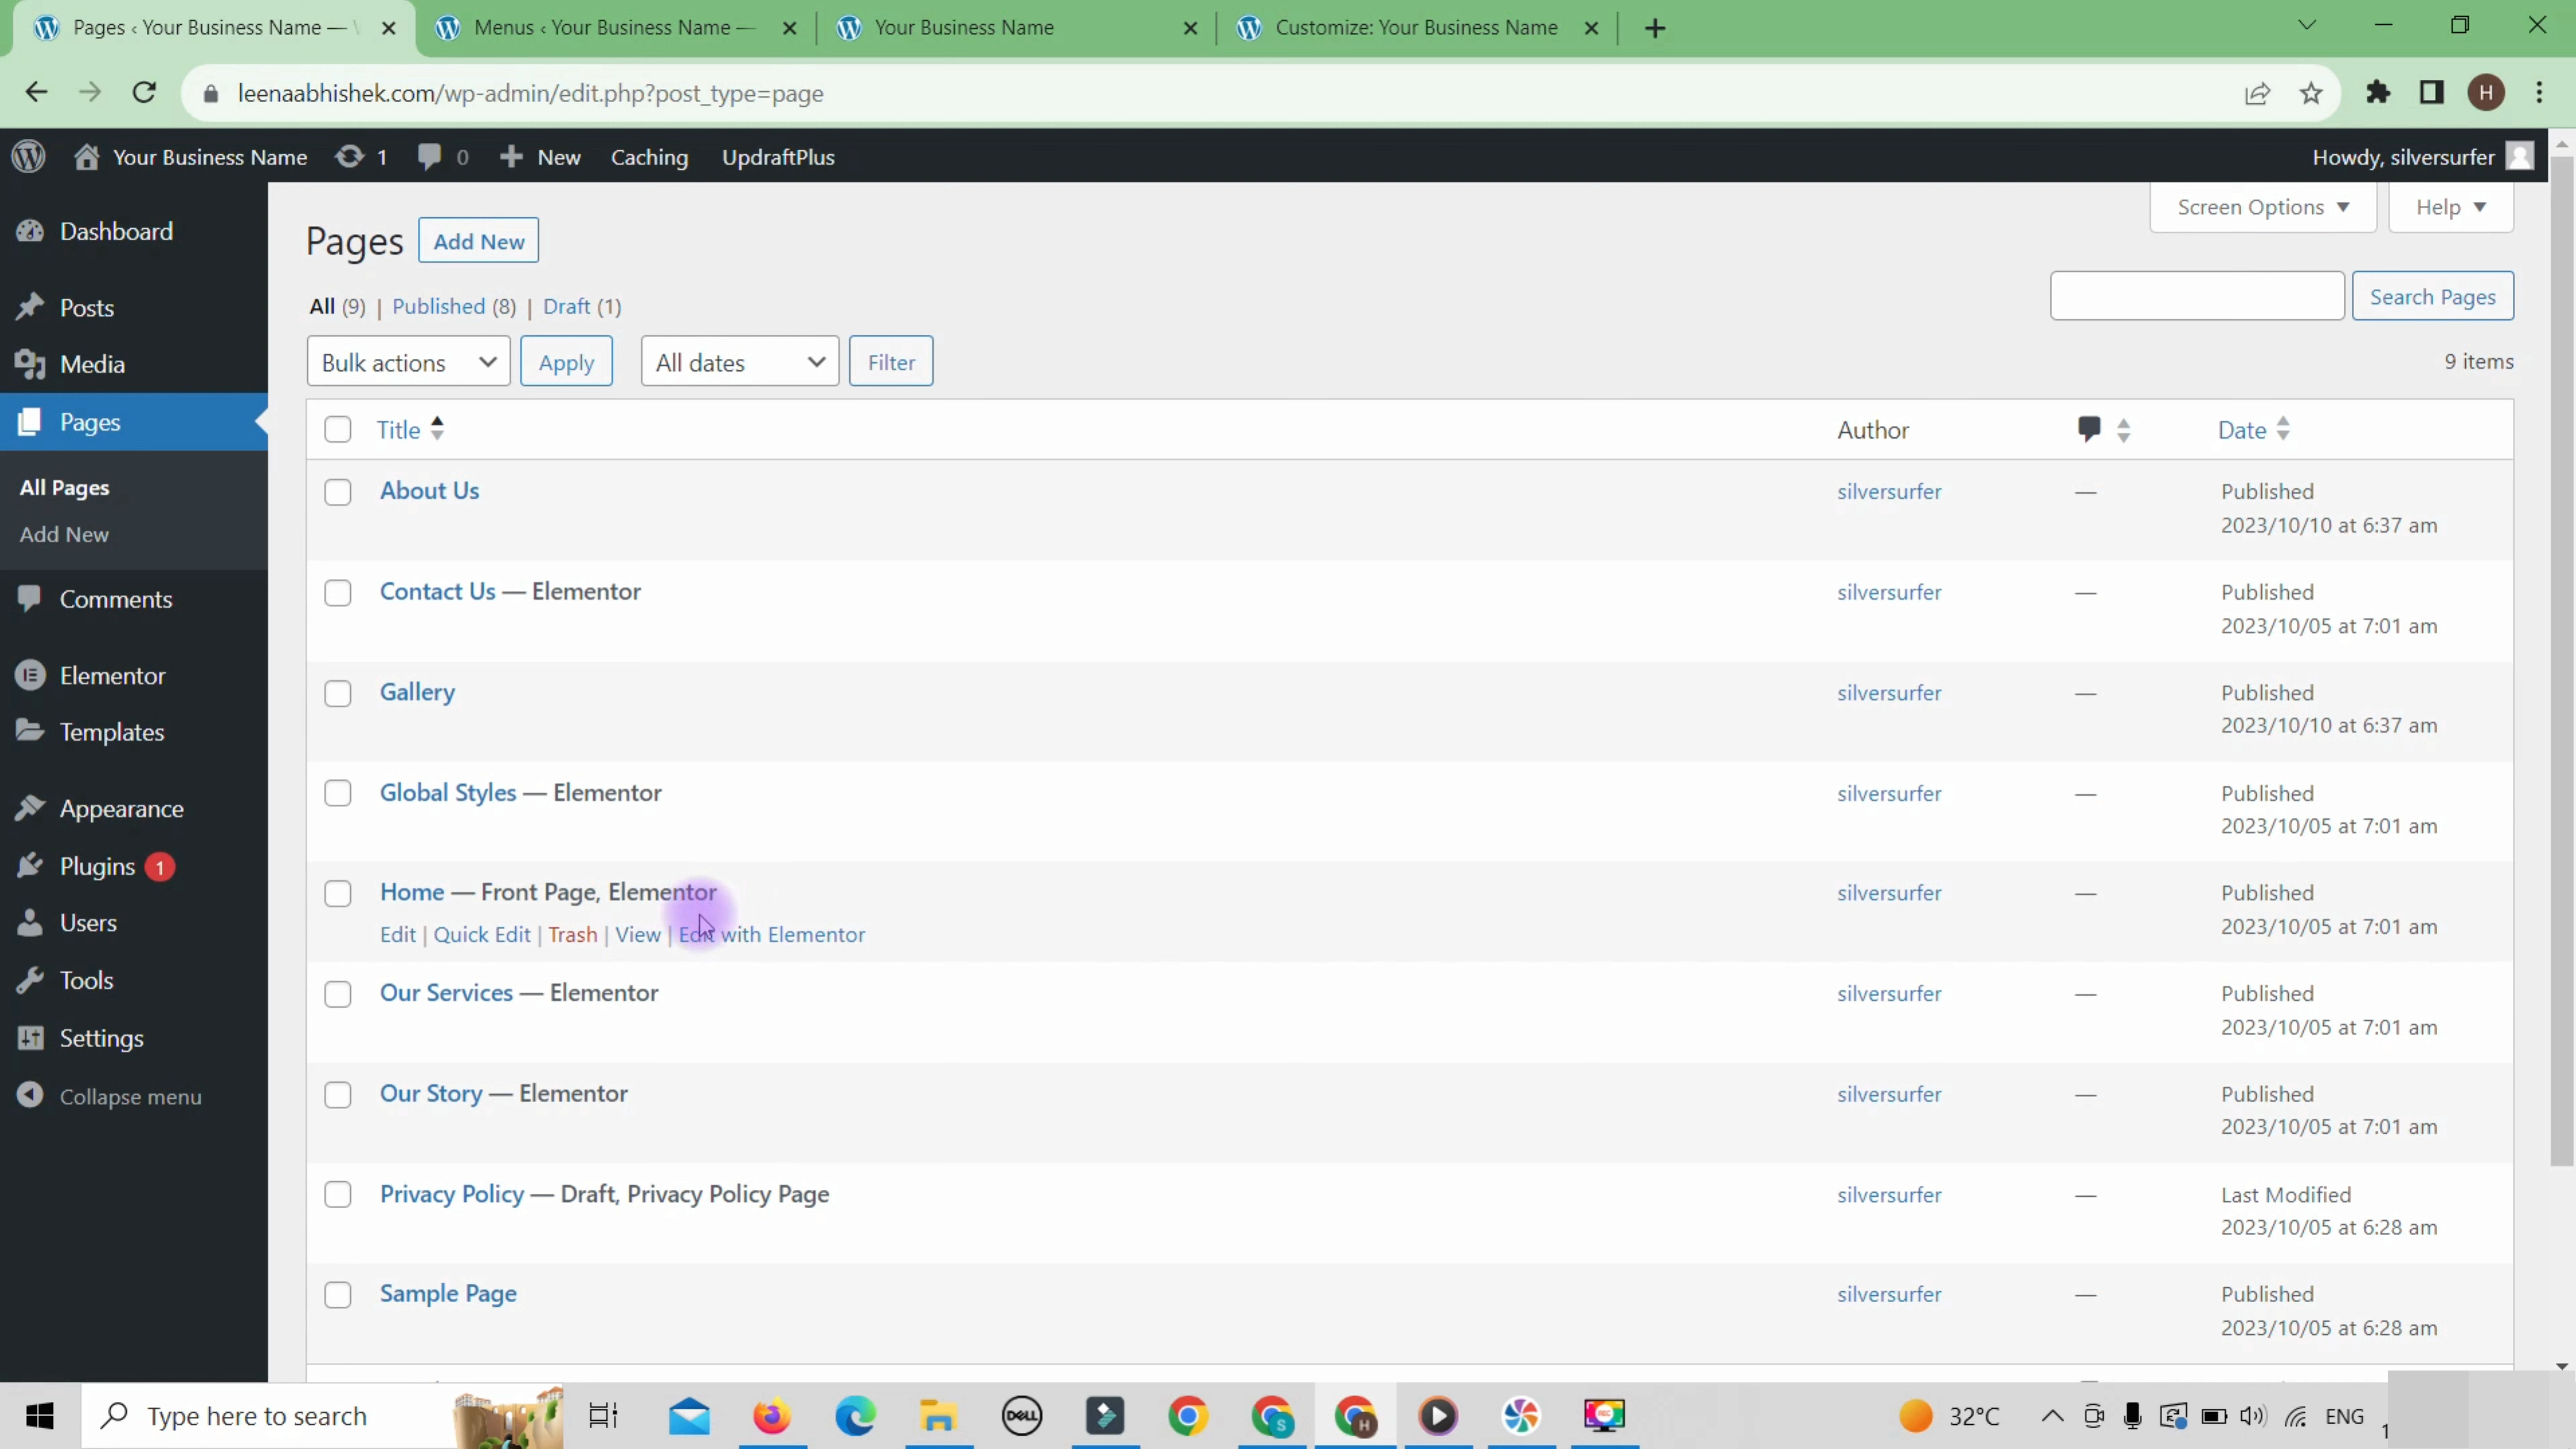 Pages ‹ Your Business Name —
Menus ‹ Your Business Name —
Your Business Name
Customize: Your Business Name
leenaabhishek.com/wp-admin/edit.php?post_type=page
H
Your Business Name 1 0 New Caching UpdraftPlus Howdy, silversurfer
Dashboard
Posts
Media
Pages
All Pages
Add New
Comments
Elementor
Templates
Appearance
Plugins 1
Users
Tools
Settings
Collapse menu
Screen Options Help
Pages Add New
All (9) | Published (8) | Draft (1)
Search Pages
Bulk actions Apply All dates Filter 9 items
Title Author Date
About Us silversurfer — Published
2023/10/10 at 6:37 am
Contact Us — Elementor silversurfer — Published
2023/10/05 at 7:01 am
Gallery silversurfer — Published
2023/10/10 at 6:37 am
Global Styles — Elementor silversurfer — Published
2023/10/05 at 7:01 am
Home — Front Page, Elementor silversurfer — Published
Edit | Quick Edit | Trash | View | Edit with Elementor 2023/10/05 at 7:01 am
Our Services — Elementor silversurfer — Published
2023/10/05 at 7:01 am
Our Story — Elementor silversurfer — Published
2023/10/05 at 7:01 am
Privacy Policy — Draft, Privacy Policy Page silversurfer — Last Modified
2023/10/05 at 6:28 am
Sample Page silversurfer — Published
2023/10/05 at 6:28 am
Type here to search DELL S H REC 32°C ENG